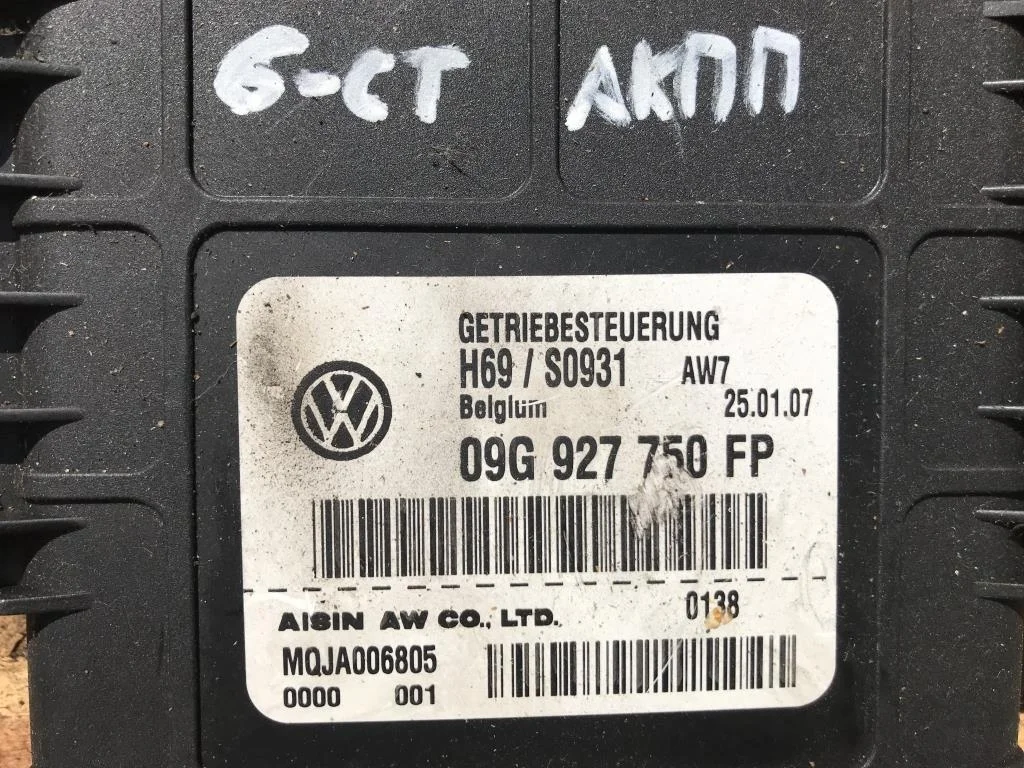 6-СТ АКПП
GETRIEBESTEUERUNG
H69 / S0931 AW7
Belgium 25.01.07
09G 927 750 FP
0138
AISIN AW CO., LTD.
MQJA006805
0000 001